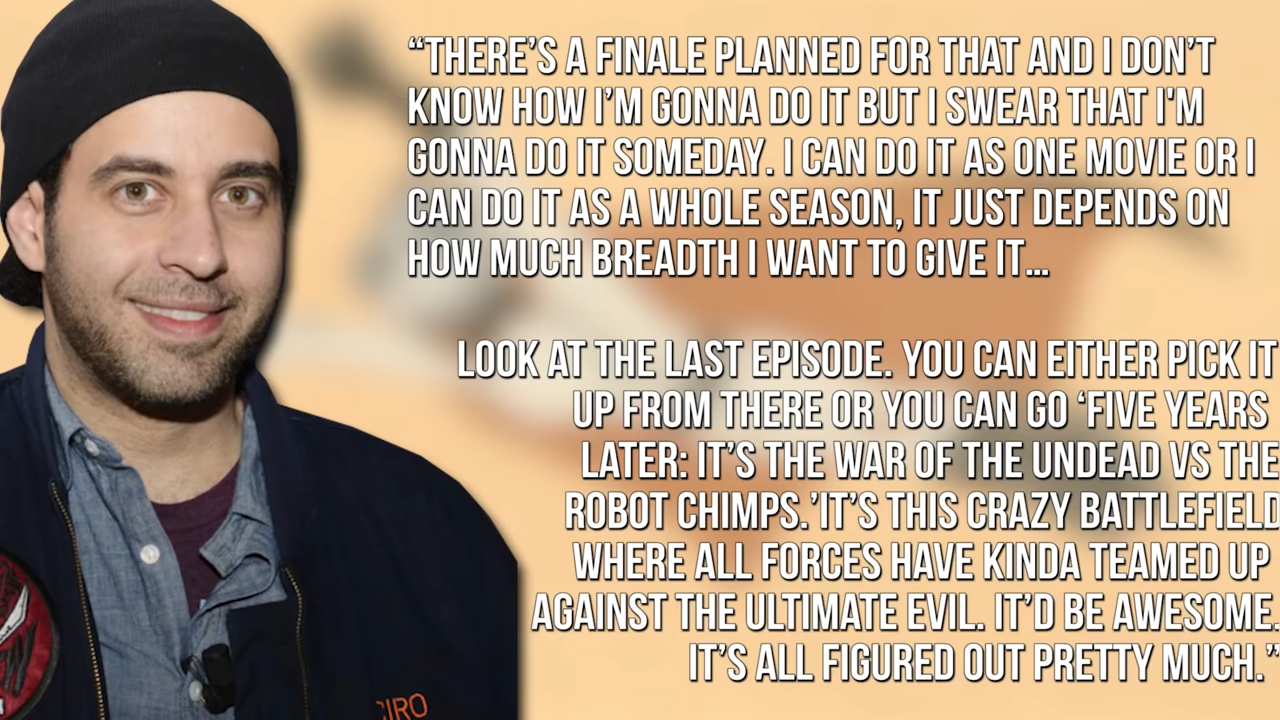 “THERE’S A FINALE PLANNED FOR THAT AND I DON’T
KNOW HOW I’M GONNA DO IT BUT I SWEAR THAT I'M
GONNA DO IT SOMEDAY. I CAN DO IT AS ONE MOVIE OR I
CAN DO IT AS A WHOLE SEASON, IT JUST DEPENDS ON
HOW MUCH BREADTH I WANT TO GIVE IT...
LOOK AT THE LAST EPISODE. YOU CAN EITHER PICK IT
UP FROM THERE OR YOU CAN GO ‘FIVE YEARS
LATER: IT’S THE WAR OF THE UNDEAD VS THE
ROBOT CHIMPS.’IT’S THIS CRAZY BATTLEFIELD
WHERE ALL FORCES HAVE KINDA TEAMED UP
AGAINST THE ULTIMATE EVIL. IT’D BE AWESOME.
IT’S ALL FIGURED OUT PRETTY MUCH.”
CIRO